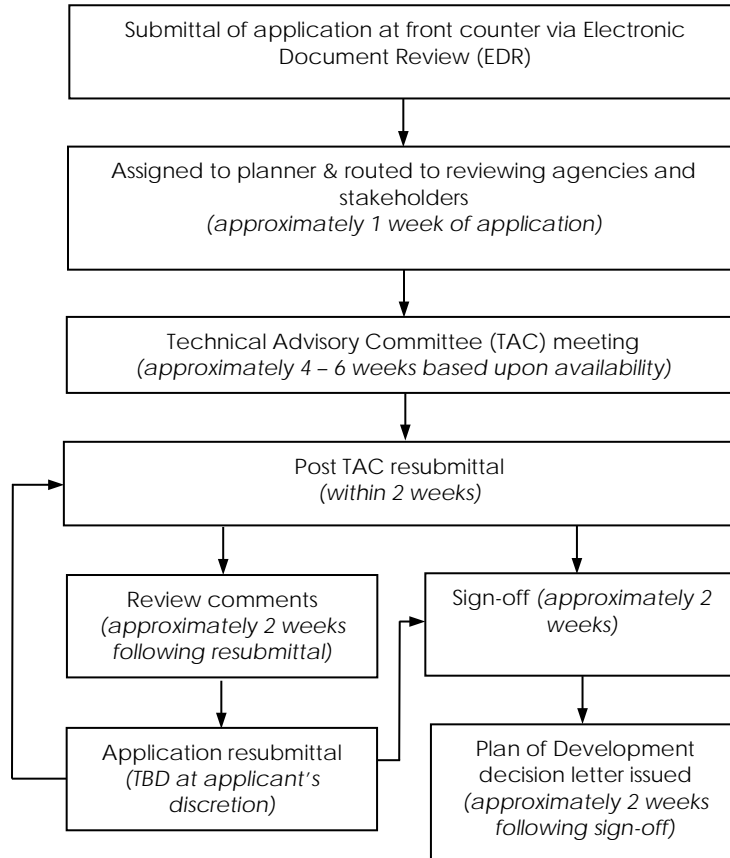 Submittal of application at front counter via Electronic
Document Review (EDR)
Assigned to planner & routed to reviewing agencies and
stakeholders
(approximately 1 week of application)
Technical Advisory Committee (TAC) meeting
(approximately 4 – 6 weeks based upon availability)
Post TAC resubmittal
(within 2 weeks)
Review comments
(approximately 2 weeks
following resubmittal)
Sign-off (approximately 2
weeks)
Application resubmittal
(TBD at applicant's
discretion)
Plan of Development
decision letter issued
(approximately 2 weeks
following sign-off)